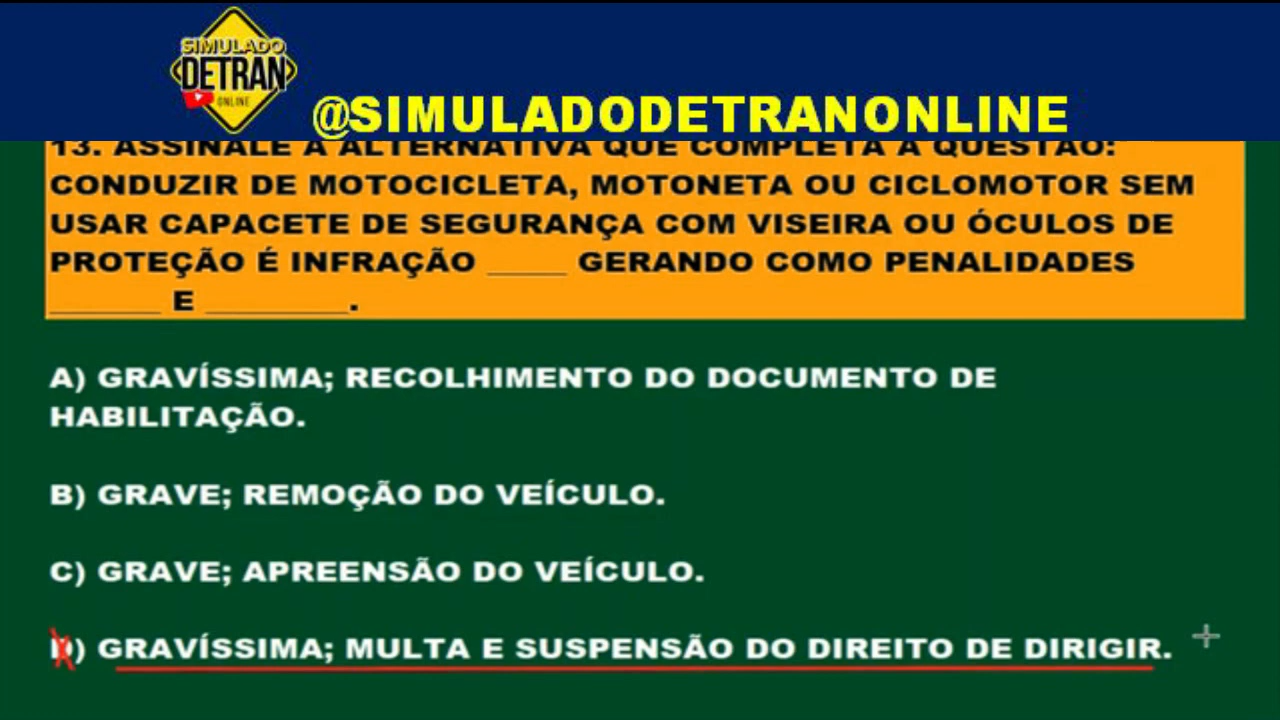 SIMULADO
DETRAN
ONLINE
@SIMULADODETRANONLINE
13. ASSINALE A ALTERNATIVA QUE COMPLETA A QUESTÃO:
CONDUZIR DE MOTOCICLETA, MOTONETA OU CICLOMOTOR SEM
USAR CAPACETE DE SEGURANÇA COM VISEIRA OU ÓCULOS DE
PROTEÇÃO É INFRAÇÃO _____ GERANDO COMO PENALIDADES
_______ E _________.
A) GRAVÍSSIMA; RECOLHIMENTO DO DOCUMENTO DE
HABILITAÇÃO.
B) GRAVE; REMOÇÃO DO VEÍCULO.
C) GRAVE; APREENSÃO DO VEÍCULO.
D) GRAVÍSSIMA; MULTA E SUSPENSÃO DO DIREITO DE DIRIGIR.